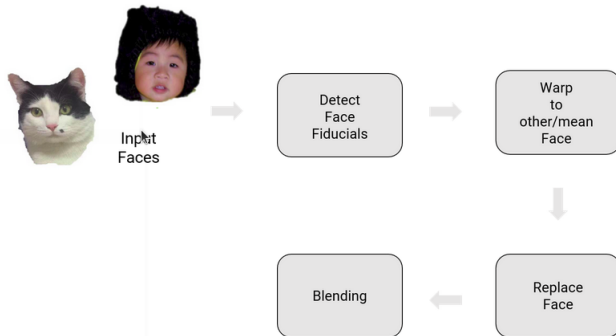 Input
Faces
Detect
Face
Fiducials
Warp
to
other/mean
Face
Replace
Face
Blending